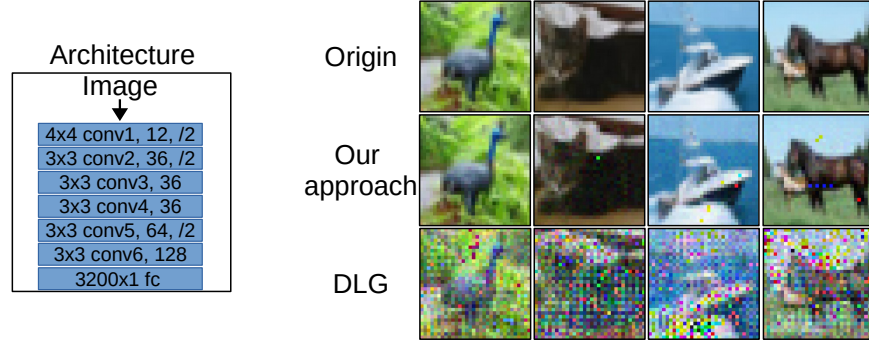 Architecture
Image
4x4 conv1, 12, /2
3x3 conv2, 36, /2
3x3 conv3, 36
3x3 conv4, 36
3x3 conv5, 64, /2
3x3 conv6, 128
3200x1 fc
Origin
Our
approach
DLG